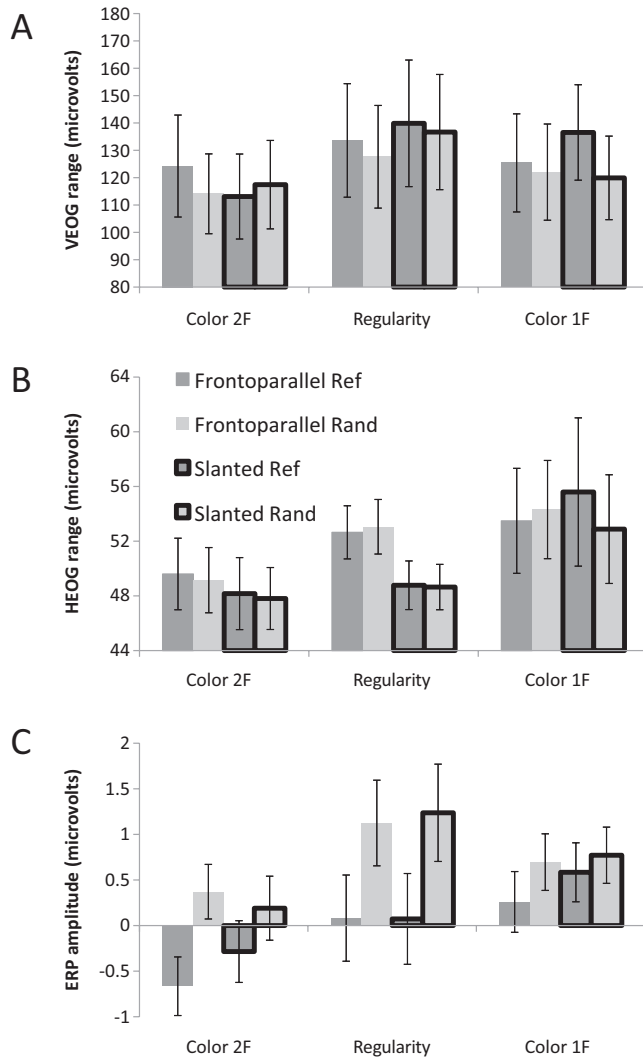 A
VEOG range (microvolts)
180
170
160
150
140
130
120
110
100
90
80
Color 2F
Regularity
Color 1F
B
HEOG range (microvolts)
64
60
56
52
48
44
Frontoparallel Ref
Frontoparallel Rand
Slanted Ref
Slanted Rand
Color 2F
Regularity
Color 1F
C
ERP amplitude (microvolts)
2
1.5
1
0.5
0
-0.5
-1
Color 2F
Regularity
Color 1F